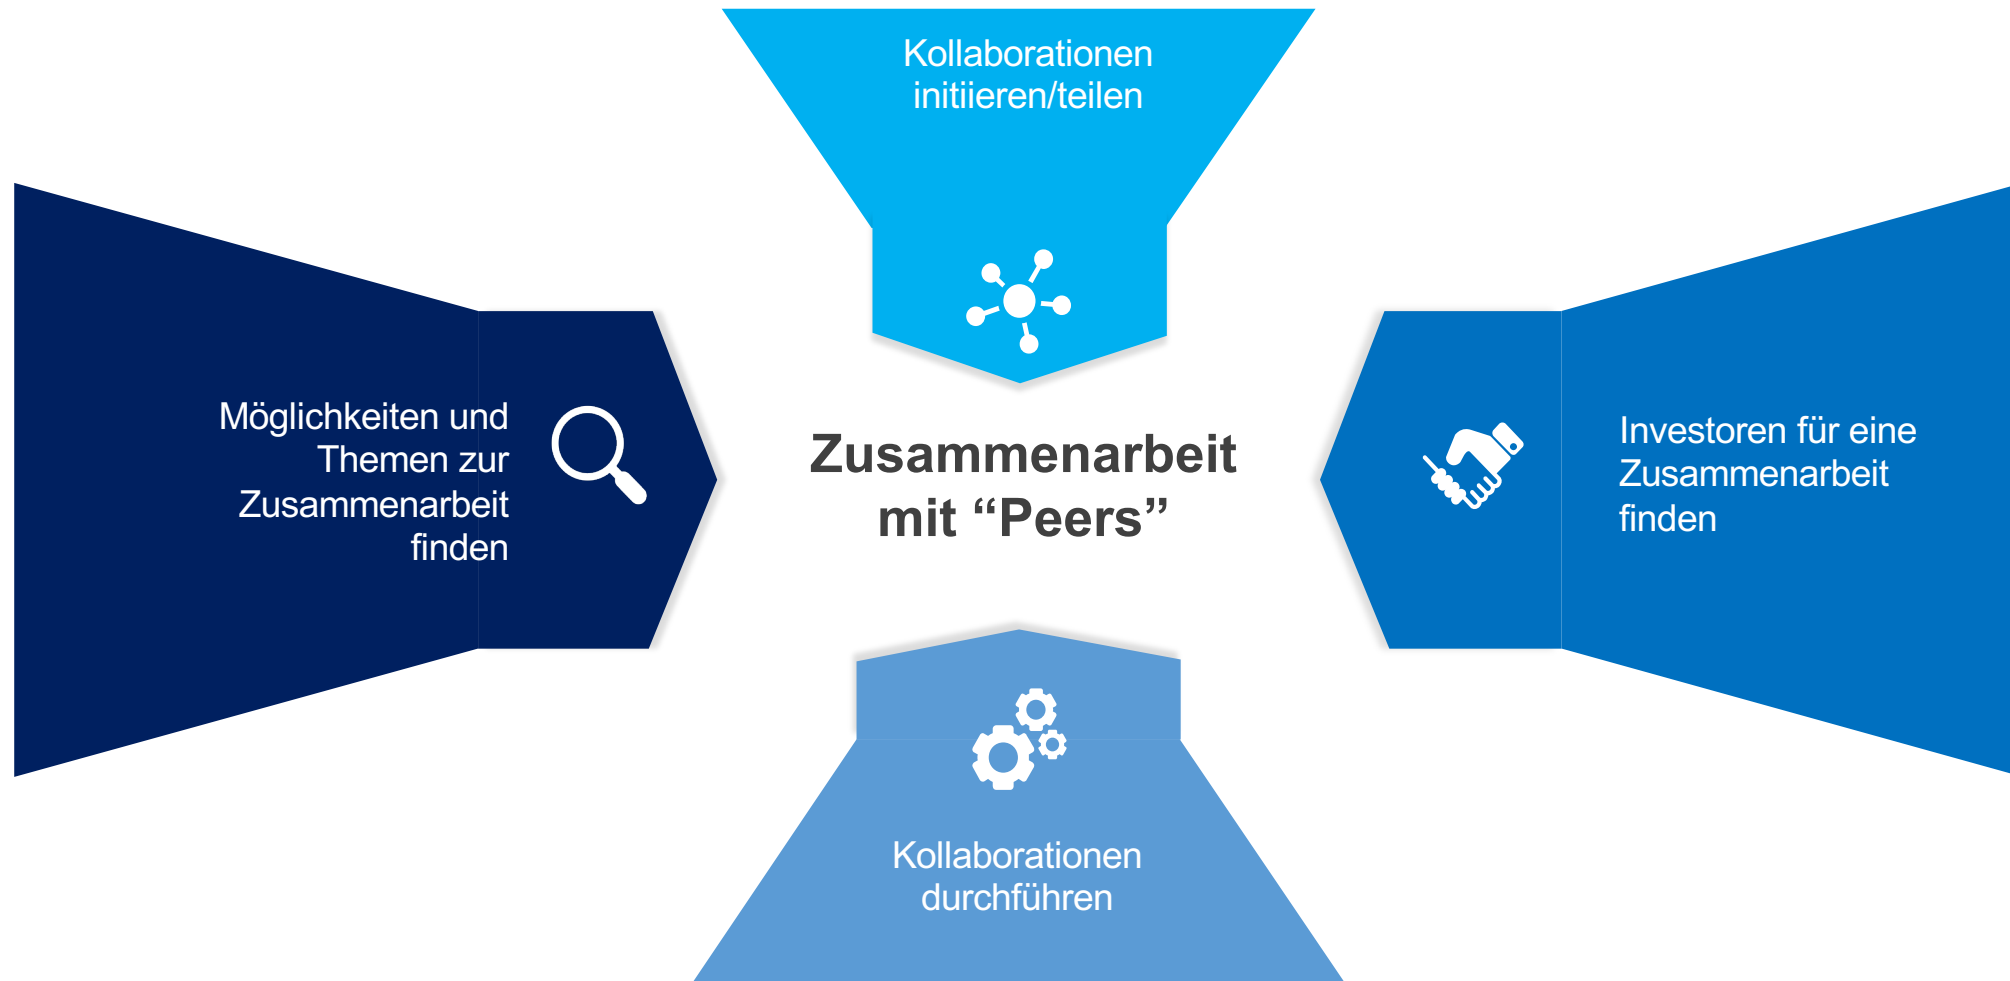 Kollaborationen
initiieren/teilen
Möglichkeiten und
Themen zur
Zusammenarbeit
finden
Zusammenarbeit
mit “Peers”
Investoren für eine
Zusammenarbeit
finden
Kollaborationen
durchführen